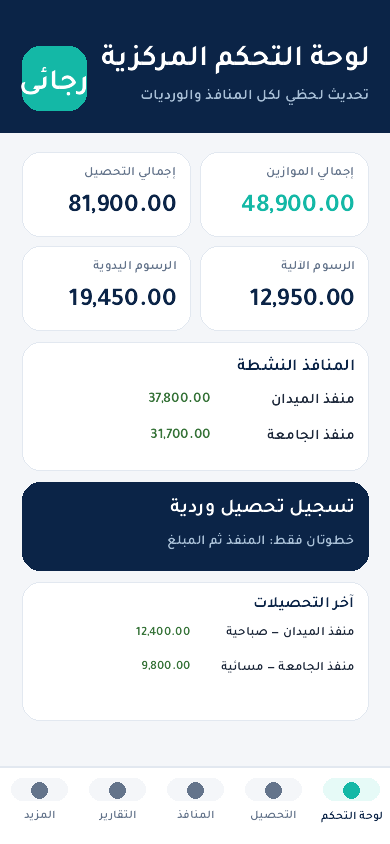 لوحة التحكم المركزية
رجائى
تحديث لحظي لكل المنافذ والورديات
إجمالي الموازين
48,900.00
إجمالي التحصيل
81,900.00
الرسوم الآلية
12,950.00
الرسوم اليدوية
19,450.00
المنافذ النشطة
منفذ الميدان 37,800.00
منفذ الجامعة 31,700.00
تسجيل تحصيل وردية
خطوتان فقط: المنفذ ثم المبلغ
آخر التحصيلات
منفذ الميدان – صباحية 12,400.00
منفذ الجامعة – مسائية 9,800.00
لوحة التحكم
التحصيل
المنافذ
التقارير
المزيد